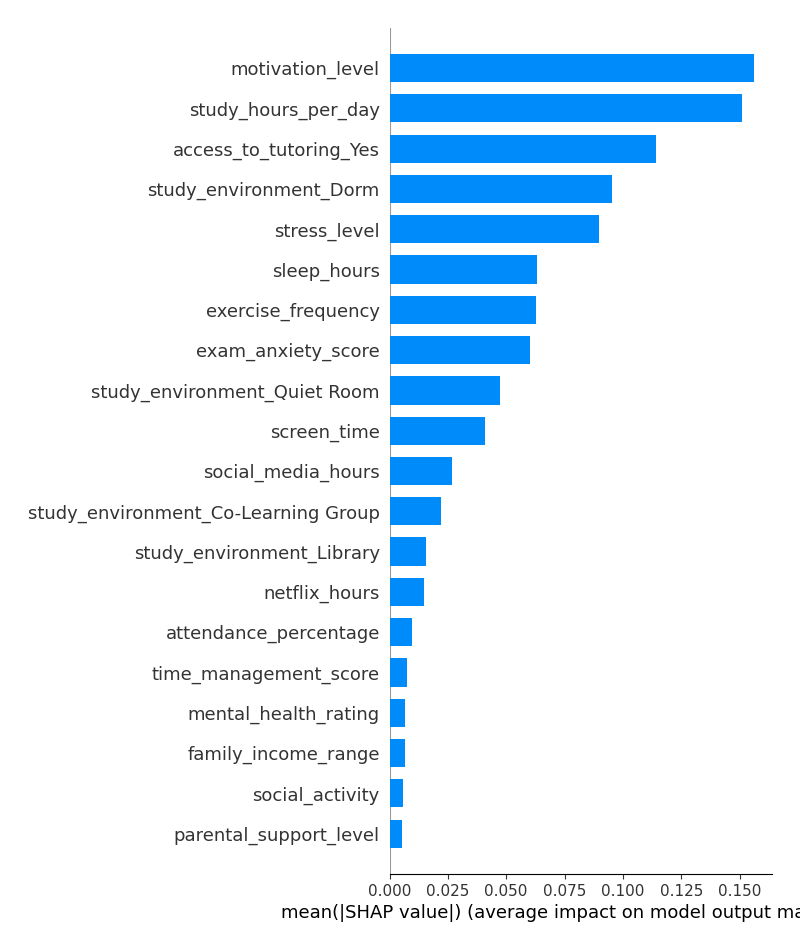 motivation_level
study_hours_per_day
access_to_tutoring_Yes
study_environment_Dorm
stress_level
sleep_hours
exercise_frequency
exam_anxiety_score
study_environment_Quiet Room
screen_time
social_media_hours
study_environment_Co-Learning Group
study_environment_Library
netflix_hours
attendance_percentage
time_management_score
mental_health_rating
family_income_range
social_activity
parental_support_level
0.000 0.025 0.050 0.075 0.100 0.125 0.150
mean(|SHAP value|) (average impact on model output ma